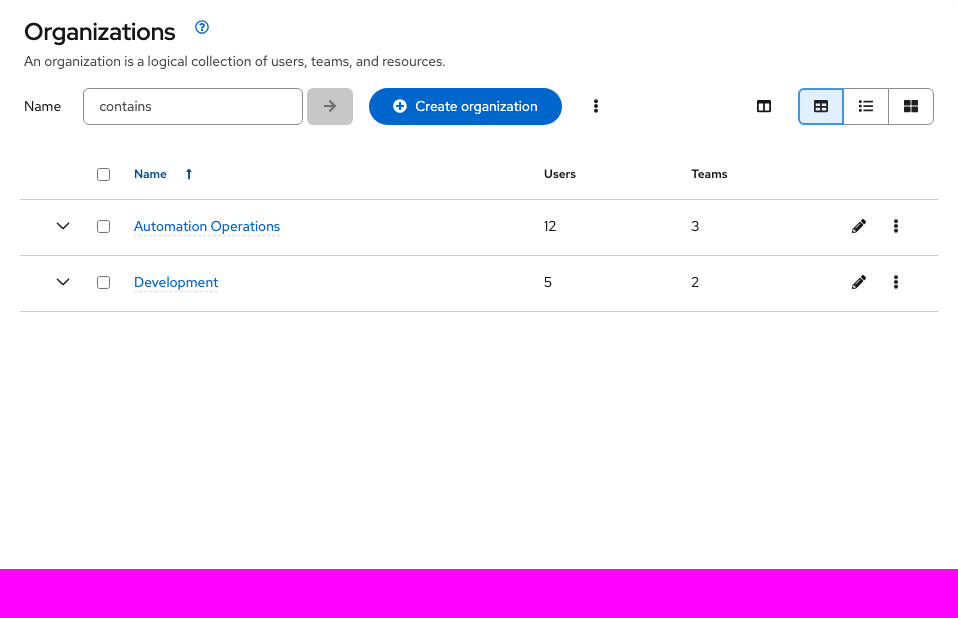 Organizations
An organization is a logical collection of users, teams, and resources.
Name contains Create organization
Name Users Teams
Automation Operations 12 3
Development 5 2